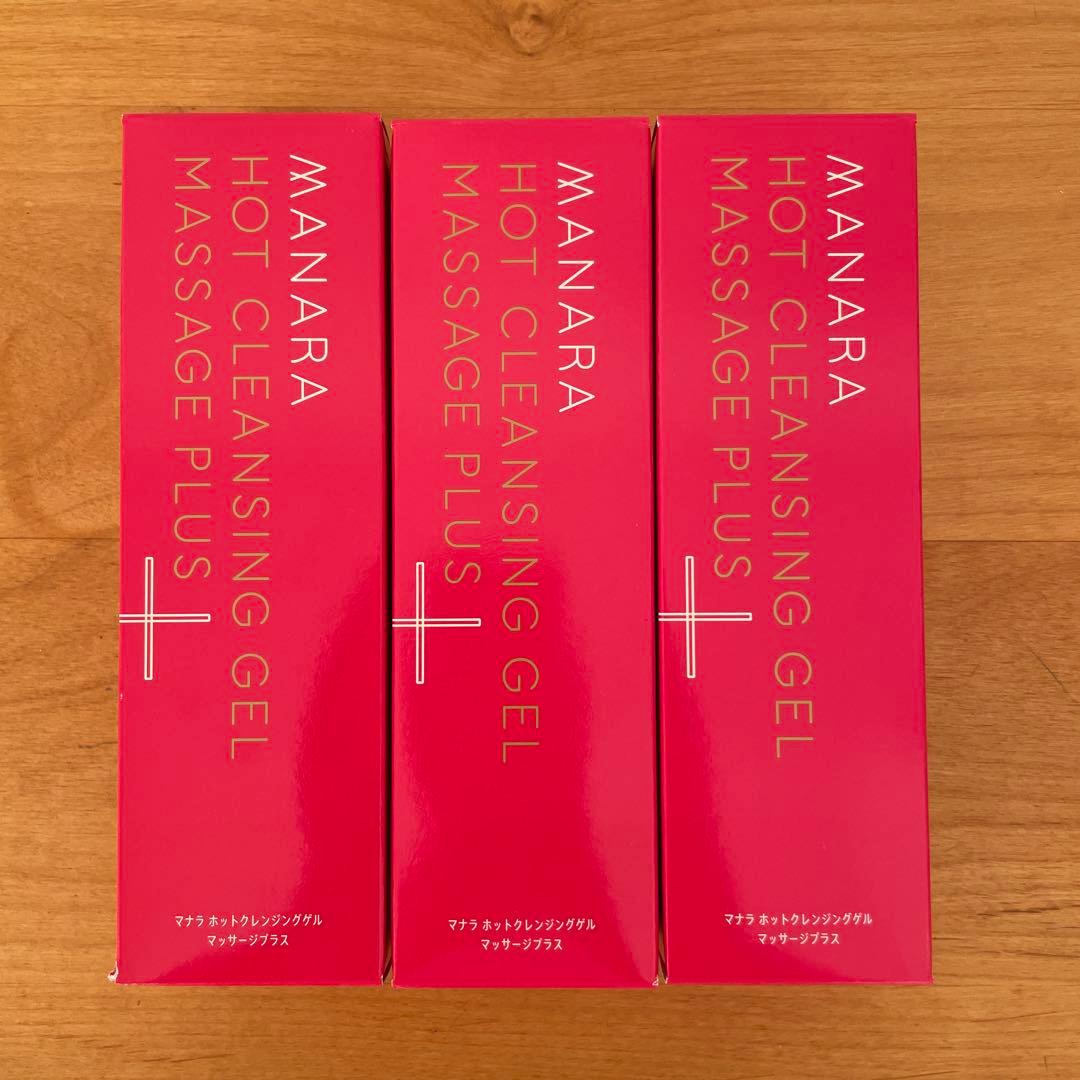 MANARA
HOT CLEANSING GEL
MASSAGE PLUS
マナラ ホットクレンジングゲル
マッサージプラス
MANARA
HOT CLEANSING GEL
MASSAGE PLUS
マナラ ホットクレンジングゲル
マッサージプラス
MANARA
HOT CLEANSING GEL
MASSAGE PLUS
マナラ ホットクレンジングゲル
マッサージプラス